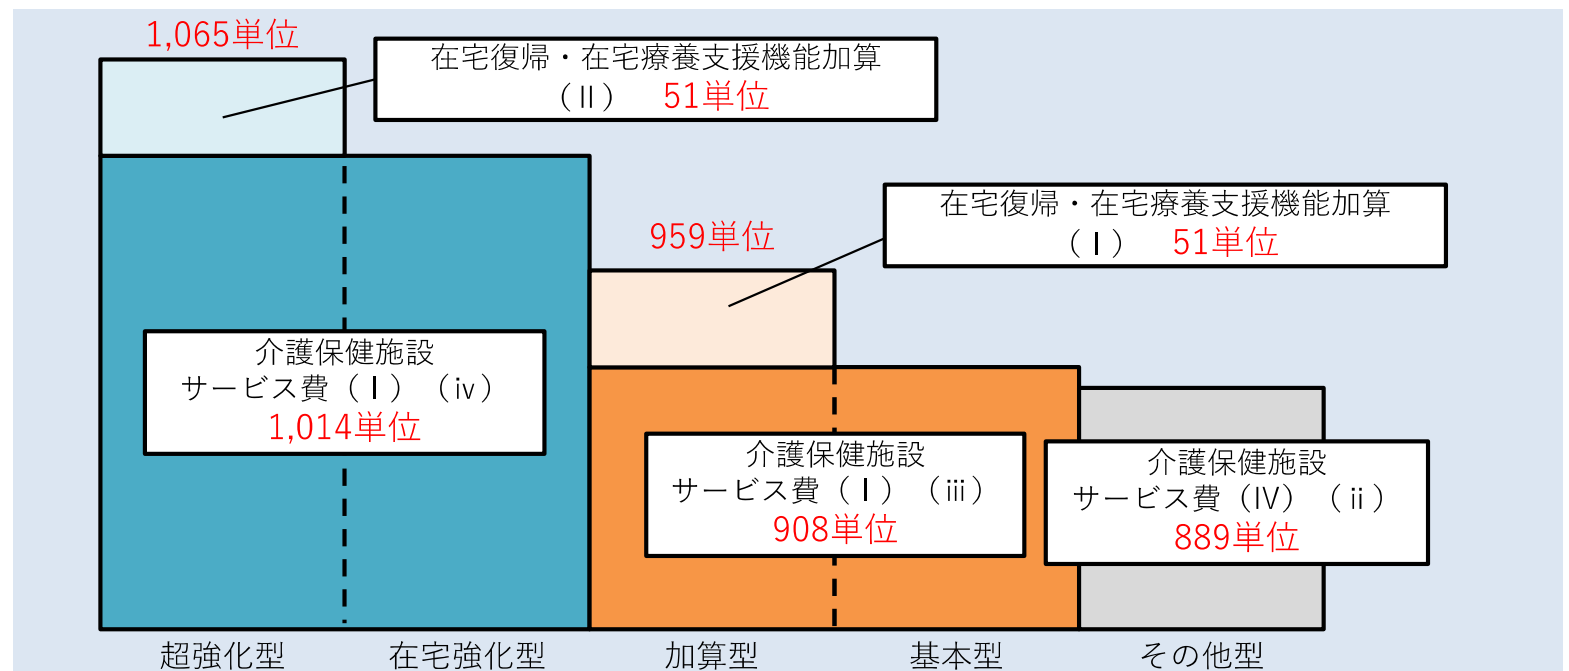 1,065単位
在宅復帰・在宅療養支援機能加算
（Ⅱ） 51単位
959単位
在宅復帰・在宅療養支援機能加算
（Ⅰ） 51単位
介護保健施設
サービス費（Ⅰ）（iv）
1,014単位
介護保健施設
サービス費（Ⅰ）（iii）
908単位
介護保健施設
サービス費（IV）（ii）
889単位
超強化型 在宅強化型 加算型 基本型 その他型